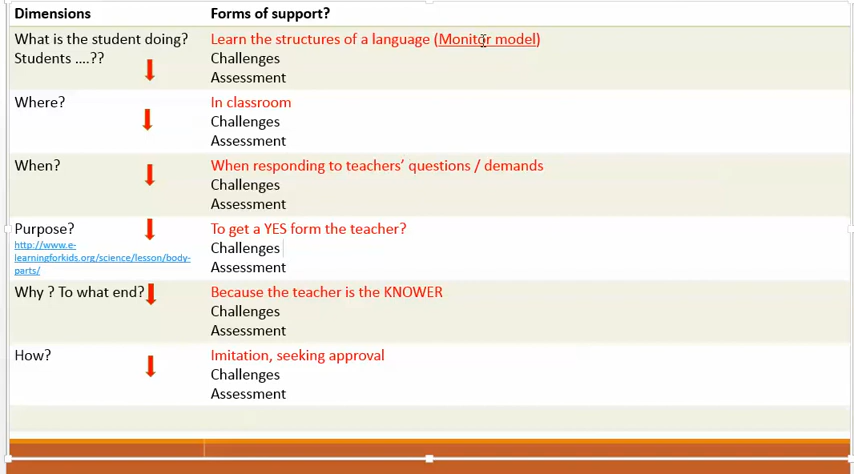 Dimensions
Forms of support?
What is the student doing?
Students ....??
Learn the structures of a language (Monitor model)
Challenges
Assessment
Where?
In classroom
Challenges
Assessment
When?
When responding to teachers' questions / demands
Challenges
Assessment
Purpose?
http://www.e-
learningforkids.org/science/lesson/body-
parts/
To get a YES form the teacher?
Challenges
Assessment
Why ? To what end?
Because the teacher is the KNOWER
Challenges
Assessment
How?
Imitation, seeking approval
Challenges
Assessment